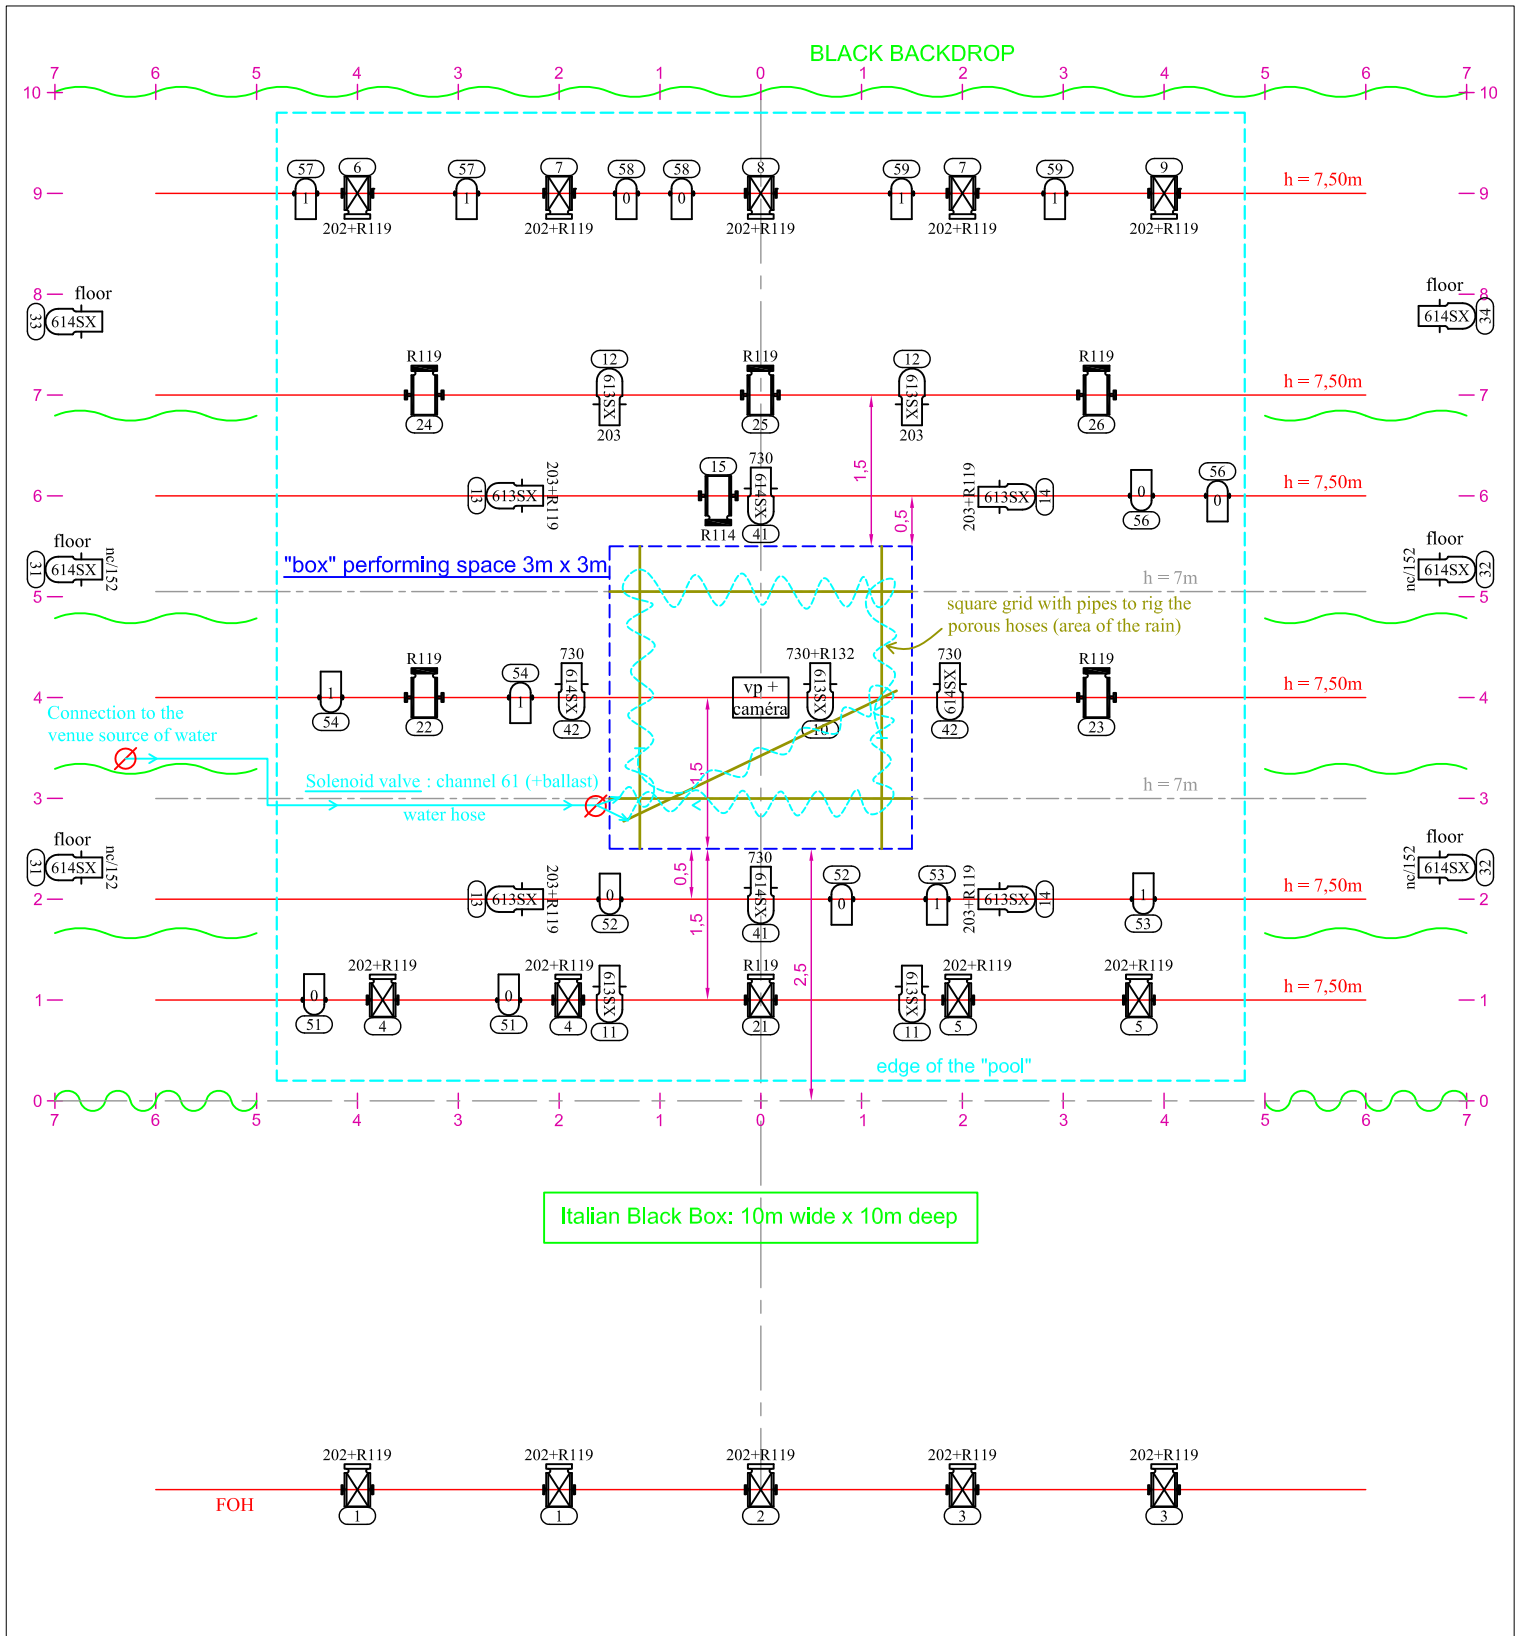 BLACK BACKDROP
7 6 5 4 3 2 1 0 1 2 3 4 5 6 7
10 10
57 6 57 7 58 58 8 59 7 59 9
9 1 1 0 0 1 1 h = 7,50m 9
202+R119 202+R119 202+R119 202+R119 202+R119
floor floor
8 8
33 614SX 614SX 34
R119 12 R119 12 R119
7 613SX 613SX h = 7,50m 7
24 203 25 203 26
15 730 56
6 13 613SX 203+R119 614SX 203+R119 613SX 14 0 0 h = 7,50m 6
R114 41 56
1,5
0,5
floor floor
31 614SX nc/152 nc/152 614SX 32
"box" performing space 3m x 3m
h = 7m
5 5
square grid with pipes to rig the
porous hoses (area of the rain)
R119 54 730 730+R132 730 R119
4 1 1 614SX vp + 613SX 614SX h = 7,50m 4
caméra
54 22 42 10 42 23
Connection to the
venue source of water
1,5
Solenoid valve : channel 61 (+ballast)
h = 7m
3 3
water hose
floor floor
31 614SX nc/152 nc/152 614SX 32
0,5
730 52 53
2 13 613SX 203+R119 0 614SX 0 1 203+R119 613SX 14 1 h = 7,50m 2
52 41 53
1,5
2,5
202+R119 202+R119 R119 202+R119 202+R119
1 0 0 613SX 613SX h = 7,50m 1
51 4 51 4 11 21 11 5 5
edge of the "pool"
0 0
7 6 5 4 3 2 1 0 1 2 3 4 5 6 7
Italian Black Box: 10m wide x 10m deep
202+R119 202+R119 202+R119 202+R119 202+R119
FOH
1 1 2 3 3